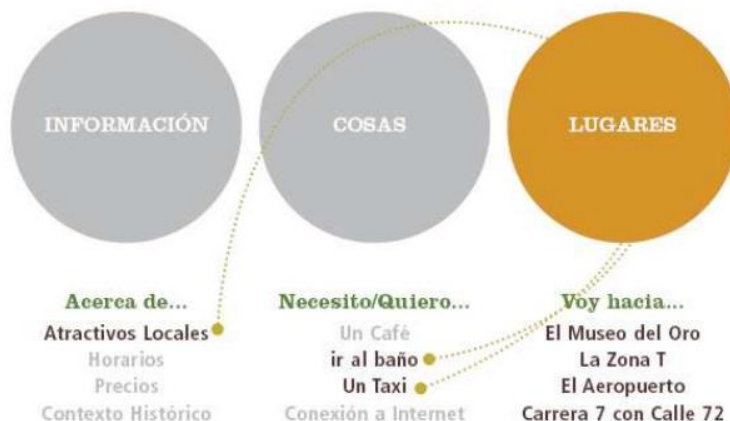 INFORMACIÓN
COSAS
LUGARES
Acerca de...
Atractivos Locales
Horarios
Precios
Contexto Histórico
Necesito/Quiero...
Un Café
ir al baño
Un Taxi
Conexión a Internet
Voy hacia...
El Museo del Oro
La Zona T
El Aeropuerto
Carrera 7 con Calle 72